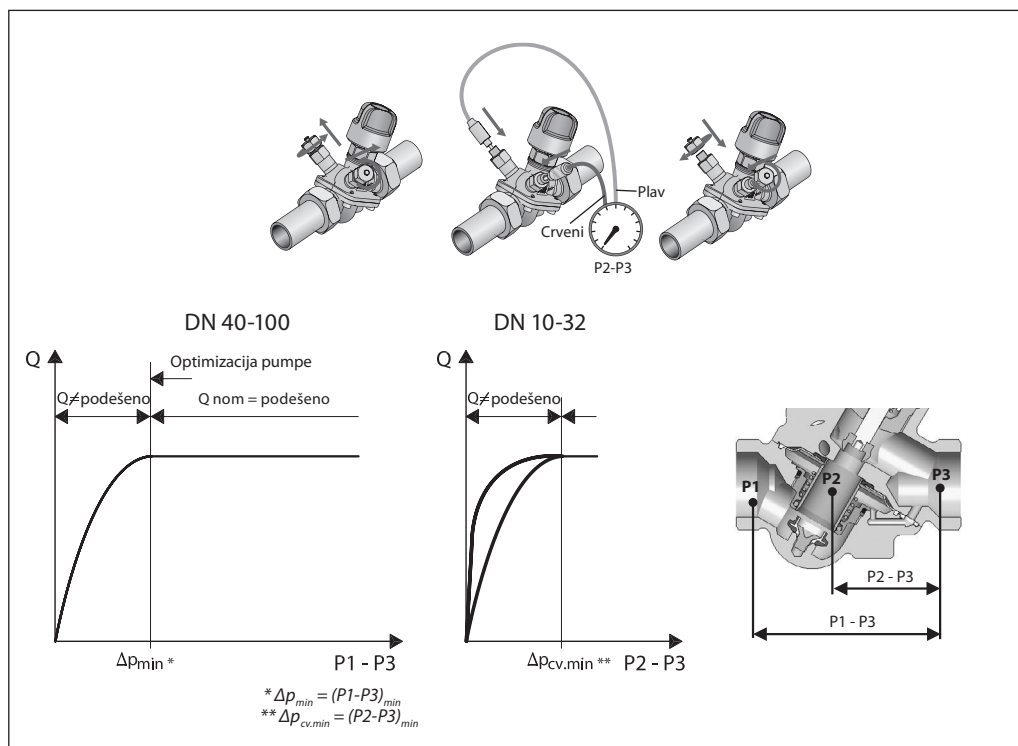 Plav
Crveni
P2-P3
DN 40-100
DN 10-32
Q
Optimizacija pumpe
Q≠podešeno
Q nom = podešeno
Δpmin *
P1 - P3
Q
Q≠podešeno
Δpcv.min **
P2 - P3
P1
P2
P3
P2 - P3
P1 - P3
* Δpmin = (P1-P3)min
** Δpcv.min = (P2-P3)min